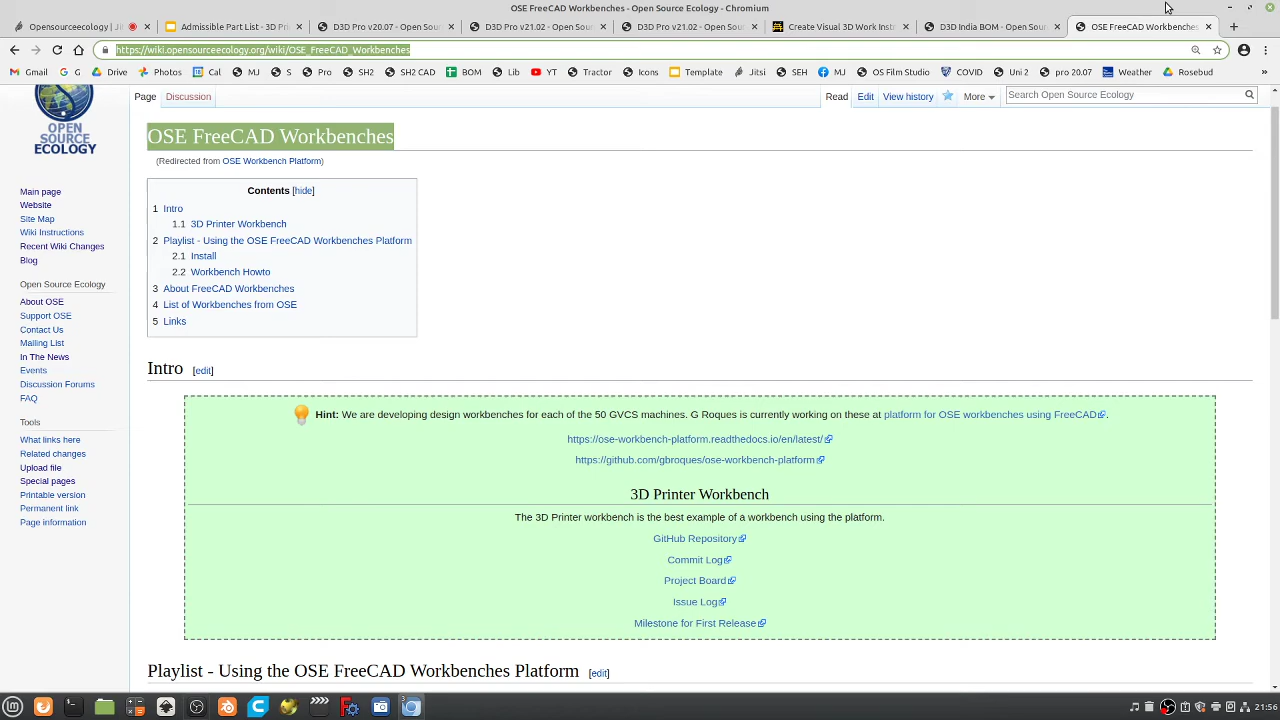 OSE FreeCAD Workbenches - Open Source Ecology - Chromium
Opensourceecology | Jit
Admissible Part List - 3D Pri
D3D Pro v20.07 - Open Sour
D3D Pro v21.02 - Open Sour
D3D Pro v21.02 - Open Sour
Create Visual 3D Work Inst
D3D India BOM - Open Sour
OSE FreeCAD Workbenches
https://wiki.opensourceecology.org/wiki/OSE_FreeCAD_Workbenches
Gmail G Drive Photos Cal MJ S Pro SH2 SH2 CAD BOM Lib YT Tractor Icons Template Jitsi SEH MJ OS Film Studio COVID Uni 2 pro 20.07 Weather Rosebud »
OPEN
SOURCE
ECOLOGY
Page Discussion Read Edit View history More Search Open Source Ecology
OSE FreeCAD Workbenches
(Redirected from OSE Workbench Platform)
Contents [hide]
1 Intro
1.1 3D Printer Workbench
2 Playlist - Using the OSE FreeCAD Workbenches Platform
2.1 Install
2.2 Workbench Howto
3 About FreeCAD Workbenches
4 List of Workbenches from OSE
5 Links
Main page
Website
Site Map
Wiki Instructions
Recent Wiki Changes
Blog
Open Source Ecology
About OSE
Support OSE
Contact Us
Mailing List
In The News
Events
Discussion Forums
FAQ
Tools
What links here
Related changes
Upload file
Special pages
Printable version
Permanent link
Page information
Intro [edit]
Hint: We are developing design workbenches for each of the 50 GVCS machines. G Roques is currently working on these at platform for OSE workbenches using FreeCAD.
https://ose-workbench-platform.readthedocs.io/en/latest/
https://github.com/gbroques/ose-workbench-platform
3D Printer Workbench
The 3D Printer workbench is the best example of a workbench using the platform.
GitHub Repository
Commit Log
Project Board
Issue Log
Milestone for First Release
Playlist - Using the OSE FreeCAD Workbenches Platform [edit]
21:56